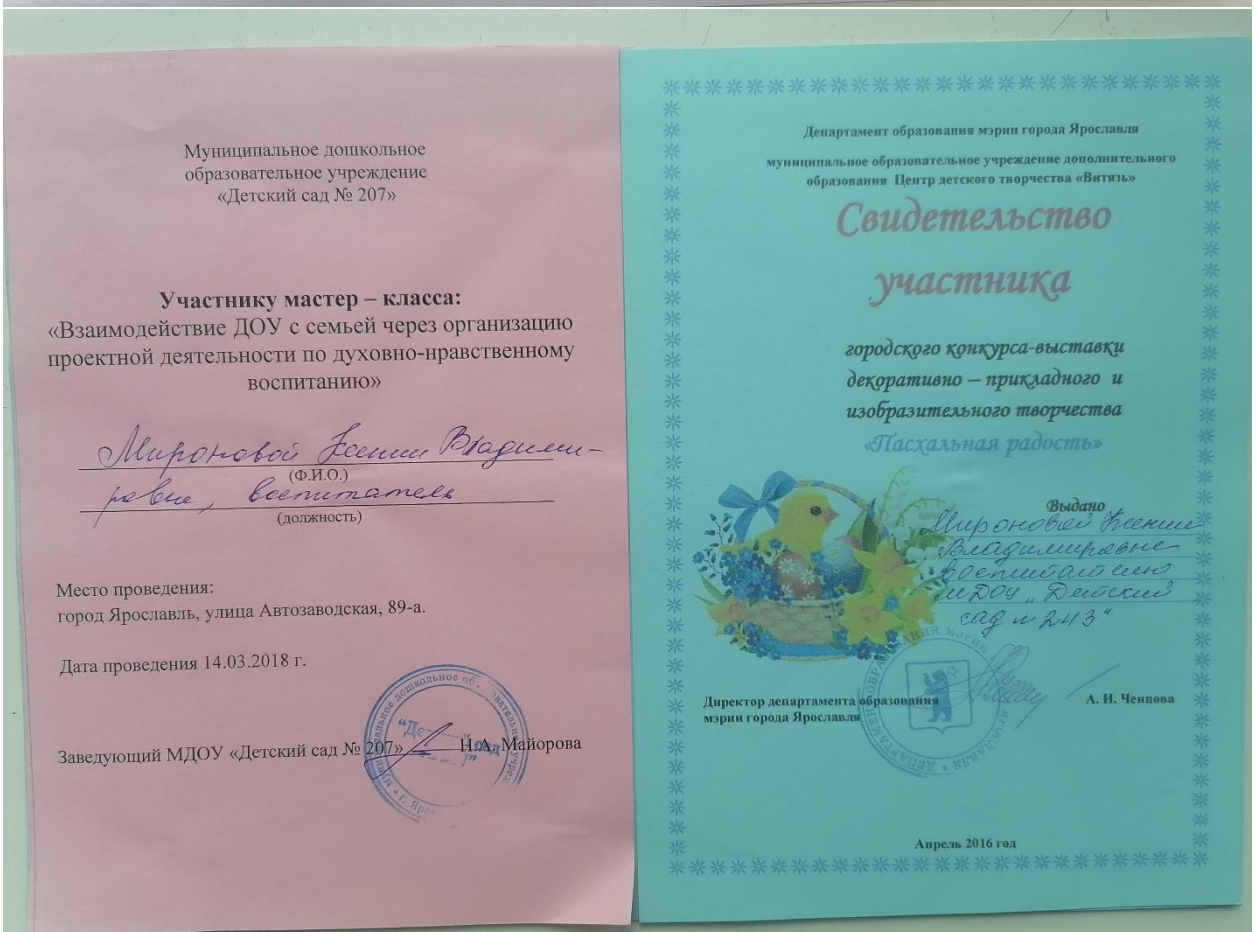 Муниципальное дошкольное
образовательное учреждение
«Детский сад № 207»
Участнику мастер – класса:
«Взаимодействие ДОУ с семьей через организацию
проектной деятельности по духовно-нравственному
воспитанию»
Мироновой Ксении Владими-
(Ф.И.О.)
ровне, воспитатель
(должность)
Место проведения:
город Ярославль, улица Автозаводская, 89-а.
Дата проведения 14.03.2018 г.
Заведующий МДОУ «Детский сад № 207» Н.А. Майорова
Департамент образования мэрии города Ярославля
муниципальное образовательное учреждение дополнительного
образования Центр детского творчества «Витязь»
Свидетельство
участника
городского конкурса-выставки
декоративно – прикладного и
изобразительного творчества
«Пасхальная радость»
Выдано
Мироновой Ксении
Владимировне
воспитателю
МДОУ „Детский
сад № 243"
Директор департамента образования
мэрии города Ярославля
А. И. Ченцова
Апрель 2016 год